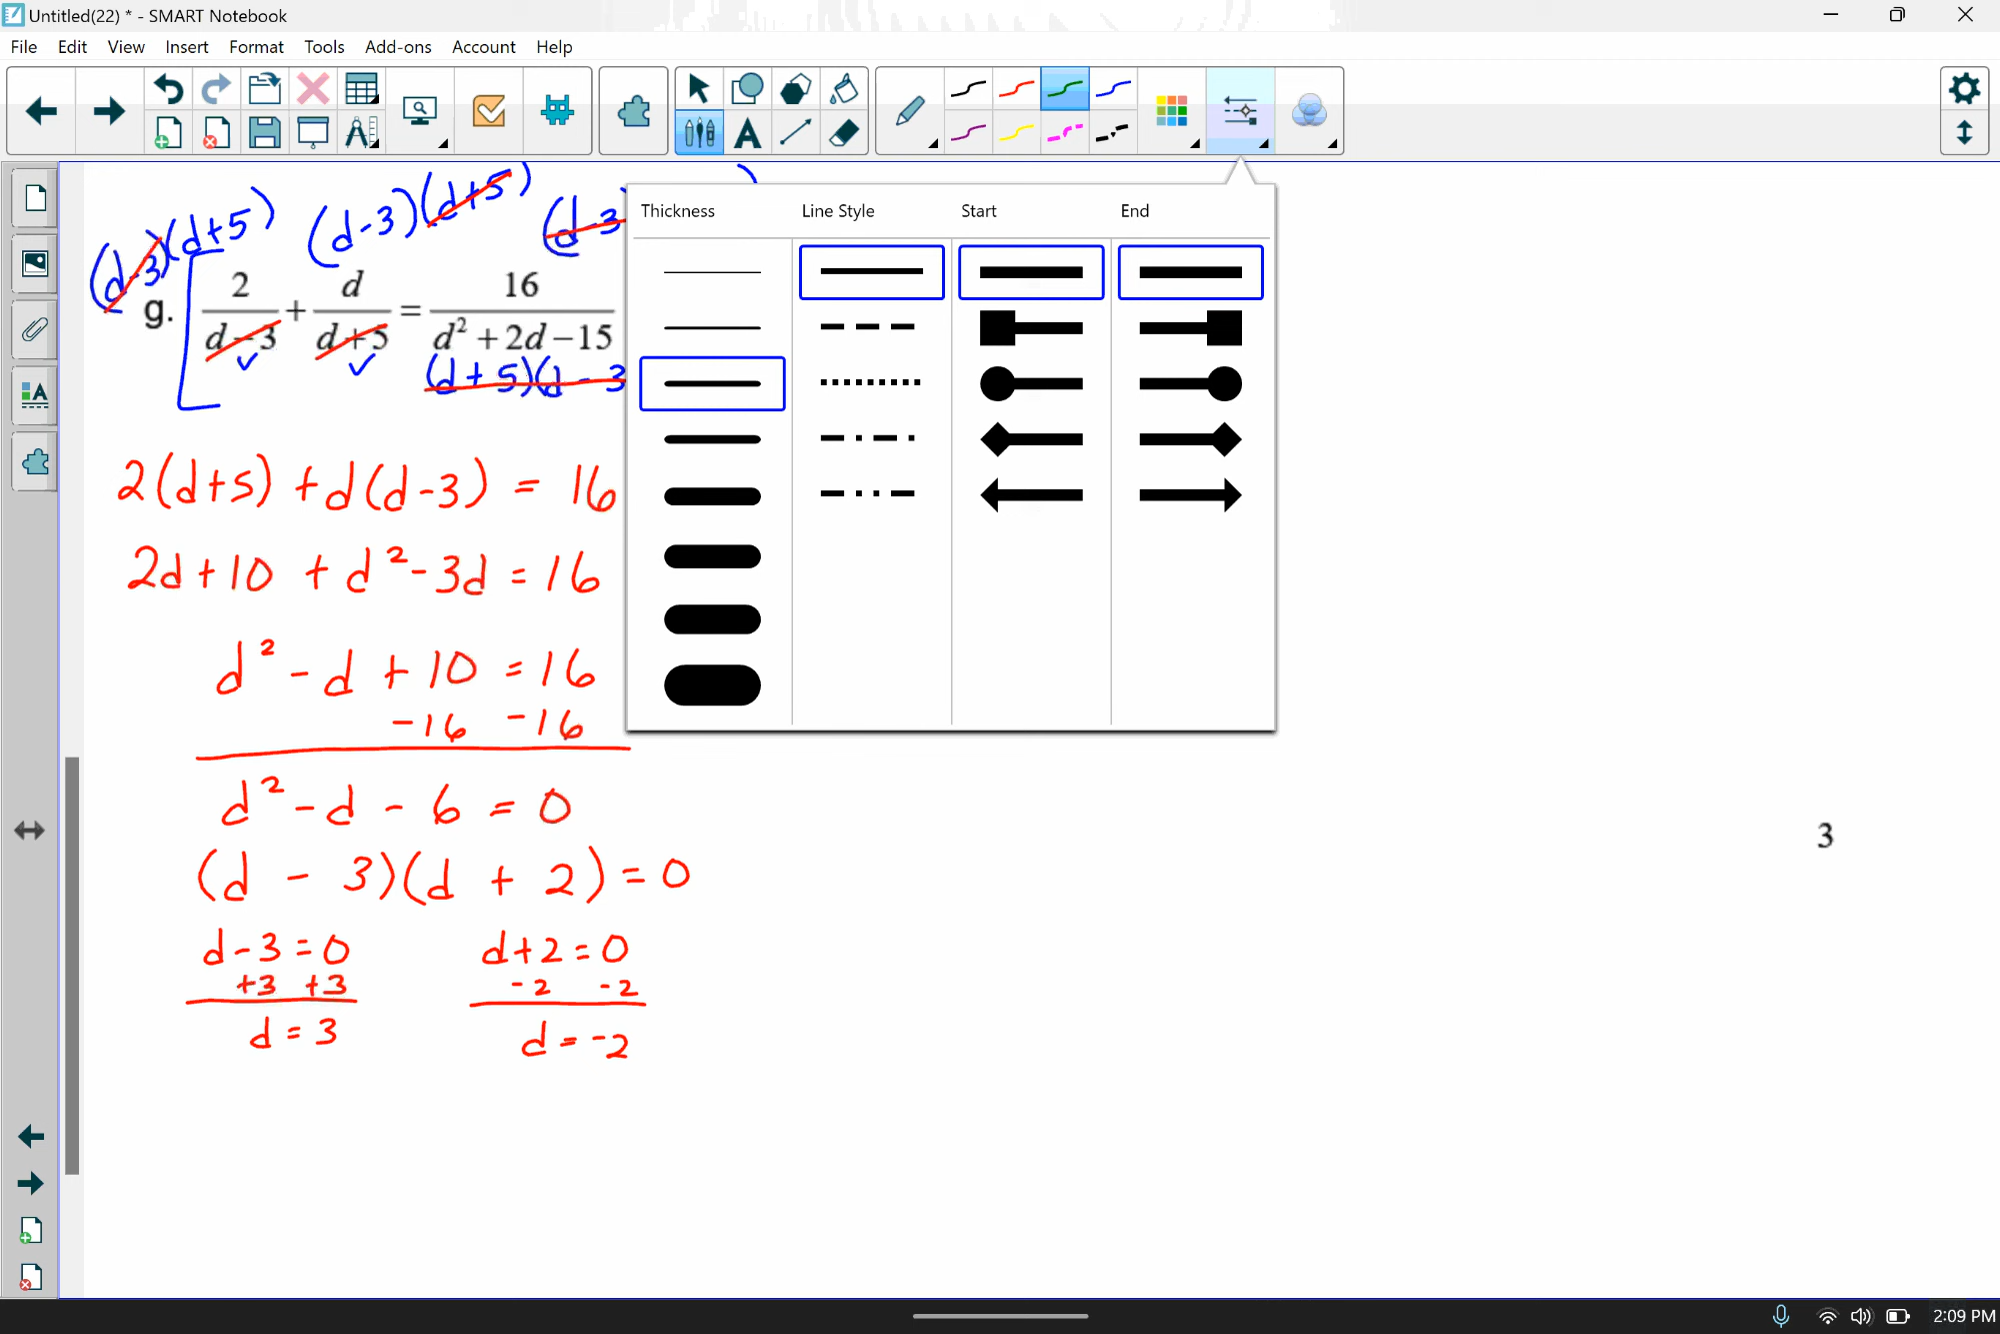 Untitled(22) * - SMART Notebook
File Edit View Insert Format Tools Add-ons Account Help
Thickness Line Style Start End
(d-3)(d+5) (d-3)(d+5) (d-3
g. 2/(d-3) + d/(d+5) = 16/(d² + 2d - 15)
(d+5)(d-3
2(d+5) + d(d-3) = 16
2d+10 + d²-3d = 16
d² - d + 10 = 16
-16 -16
d² - d - 6 = 0
(d - 3)(d + 2) = 0
d-3=0 d+2=0
+3 +3 -2 -2
d = 3 d = -2
3
2:09 PM